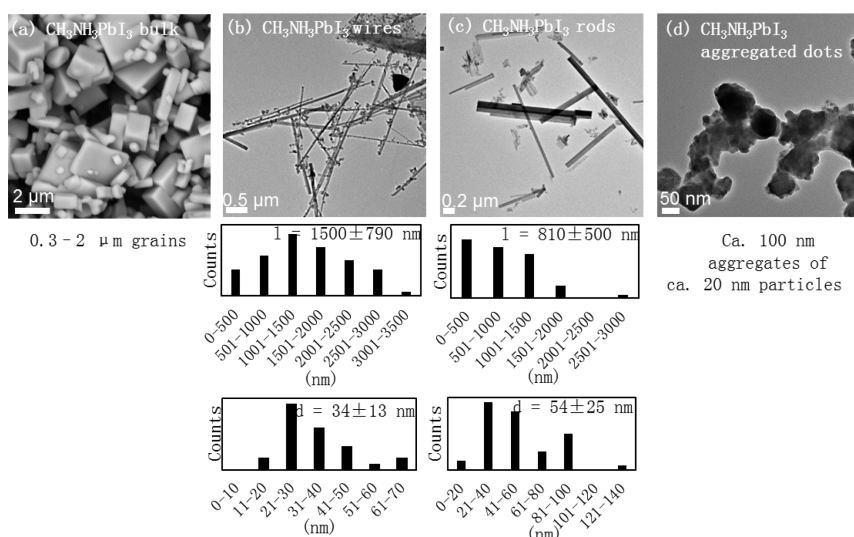 (a) CH₃NH₃PbI₃ bulk
2 μm
0.3－2 μm grains
(b) CH₃NH₃PbI₃ wires
0.5 μm
(c) CH₃NH₃PbI₃ rods
0.2 μm
(d) CH₃NH₃PbI₃
aggregated dots
50 nm
Ca. 100 nm
aggregates of
ca. 20 nm particles
l = 1500±790 nm
Counts
0-500
501-1000
1001-1500
1501-2000
2001-2500
2501-3000
3001-3500
(nm)
l = 810±500 nm
Counts
0-500
501-1000
1001-1500
1501-2000
2001-2500
2501-3000
(nm)
d = 34±13 nm
Counts
0-10
11-20
21-30
31-40
41-50
51-60
61-70
(nm)
d = 54±25 nm
Counts
0-20
21-40
41-60
61-80
81-100
101-120
121-140
(nm)